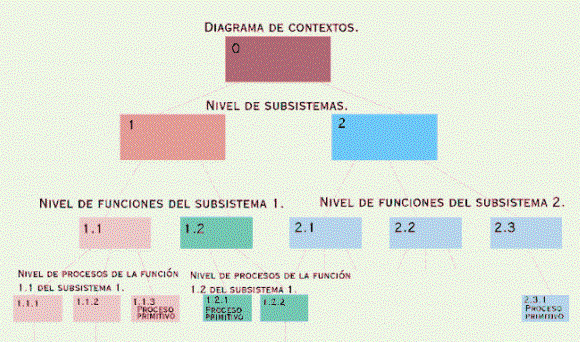 DIAGRAMA DE CONTEXTOS.
0
NIVEL DE SUBSISTEMAS.
1
2
NIVEL DE FUNCIONES DEL SUBSISTEMA 1.
NIVEL DE FUNCIONES DEL SUBSISTEMA 2.
1.1
1.2
2.1
2.2
2.3
NIVEL DE PROCESOS DE LA FUNCIÓN
1.1 DEL SUBSISTEMA 1.
NIVEL DE PROCESOS DE LA FUNCIÓN
1.2 DEL SUBSISTEMA 1.
1.1.1
1.1.2
1.1.3
PROCESO
PRIMITIVO
1.2.1
PROCESO
PRIMITIVO
1.2.2
2.3.1
PROCESO
PRIMITIVO